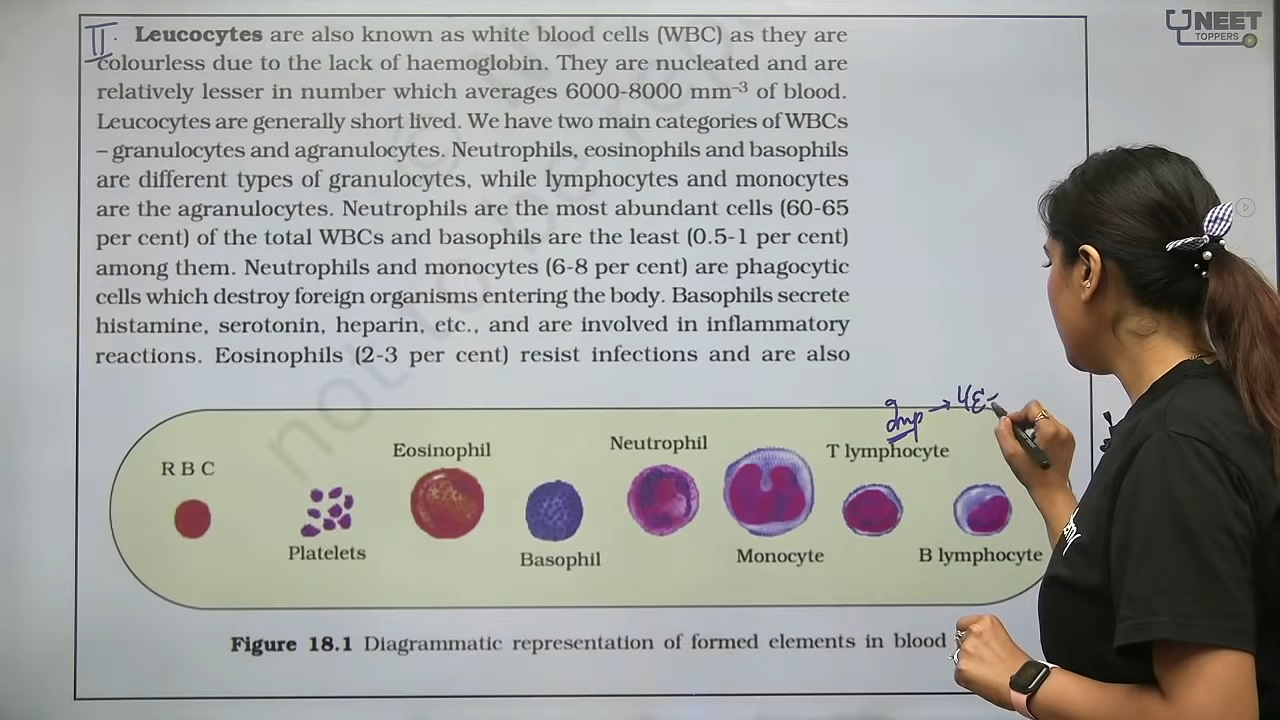 NEET
TOPPERS
II. Leucocytes are also known as white blood cells (WBC) as they are
colourless due to the lack of haemoglobin. They are nucleated and are
relatively lesser in number which averages 6000-8000 mm⁻³ of blood.
Leucocytes are generally short lived. We have two main categories of WBCs
– granulocytes and agranulocytes. Neutrophils, eosinophils and basophils
are different types of granulocytes, while lymphocytes and monocytes
are the agranulocytes. Neutrophils are the most abundant cells (60-65
per cent) of the total WBCs and basophils are the least (0.5-1 per cent)
among them. Neutrophils and monocytes (6-8 per cent) are phagocytic
cells which destroy foreign organisms entering the body. Basophils secrete
histamine, serotonin, heparin, etc., and are involved in inflammatory
reactions. Eosinophils (2-3 per cent) resist infections and are also
Imp →
R B C
Platelets
Eosinophil
Basophil
Neutrophil
Monocyte
T lymphocyte
B lymphocyte
Figure 18.1 Diagrammatic representation of formed elements in blood